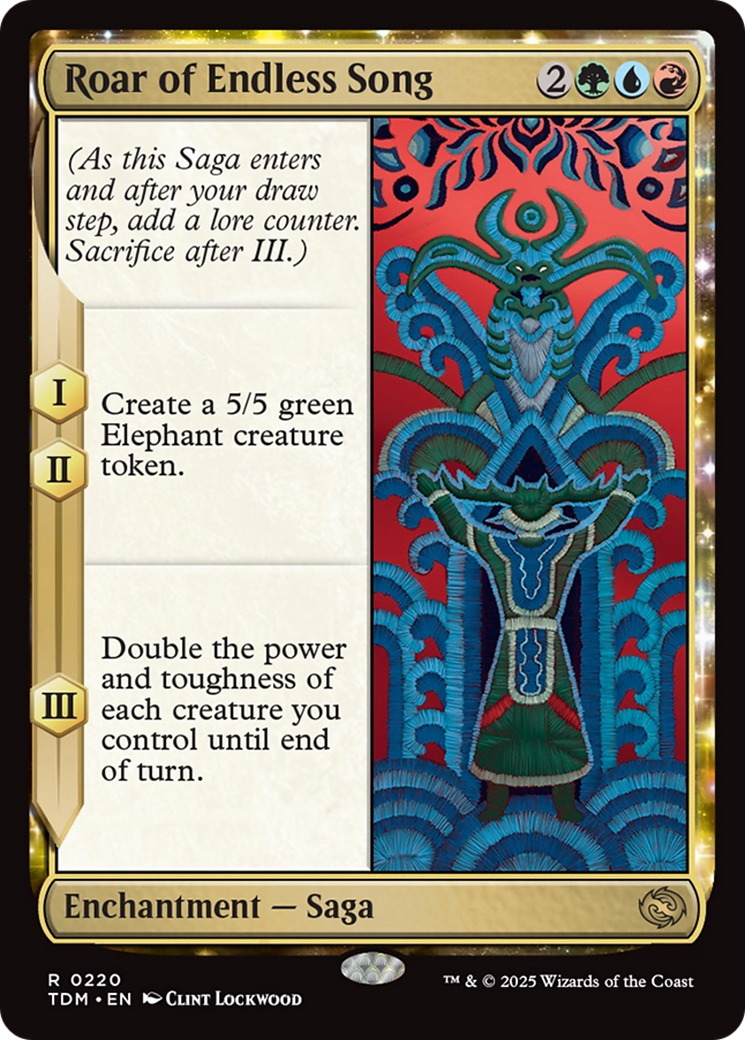 Roar of Endless Song 2
(As this Saga enters
and after your draw
step, add a lore counter.
Sacrifice after III.)
I
Create a 5/5 green
Elephant creature
II
token.
Double the power
and toughness of
III
each creature you
control until end
of turn.
Enchantment — Saga
R 0220
TDM • EN Clint Lockwood
™ & © 2025 Wizards of the Coast